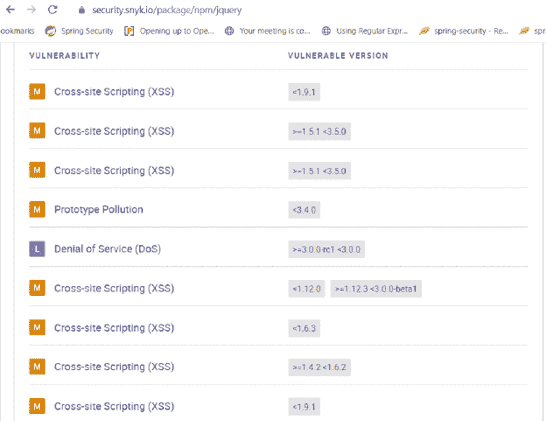 security.snyk.io/package/npm/jquery
ookmarks Spring Security Opening up to Ope... Your meeting is co... Using Regular Expr... spring-security - Re... spr
VULNERABILITY VULNERABLE VERSION
M Cross-site Scripting (XSS) <1.9.1
M Cross-site Scripting (XSS) >=1.5.1 <3.5.0
M Cross-site Scripting (XSS) >=1.5.1 <3.5.0
M Prototype Pollution <3.4.0
L Denial of Service (DoS) >=3.0.0-rc1 <3.0.0
M Cross-site Scripting (XSS) <1.12.0 >=1.12.3 <3.0.0-beta1
M Cross-site Scripting (XSS) <1.6.3
M Cross-site Scripting (XSS) >=1.4.2 <1.6.2
M Cross-site Scripting (XSS) <1.9.1